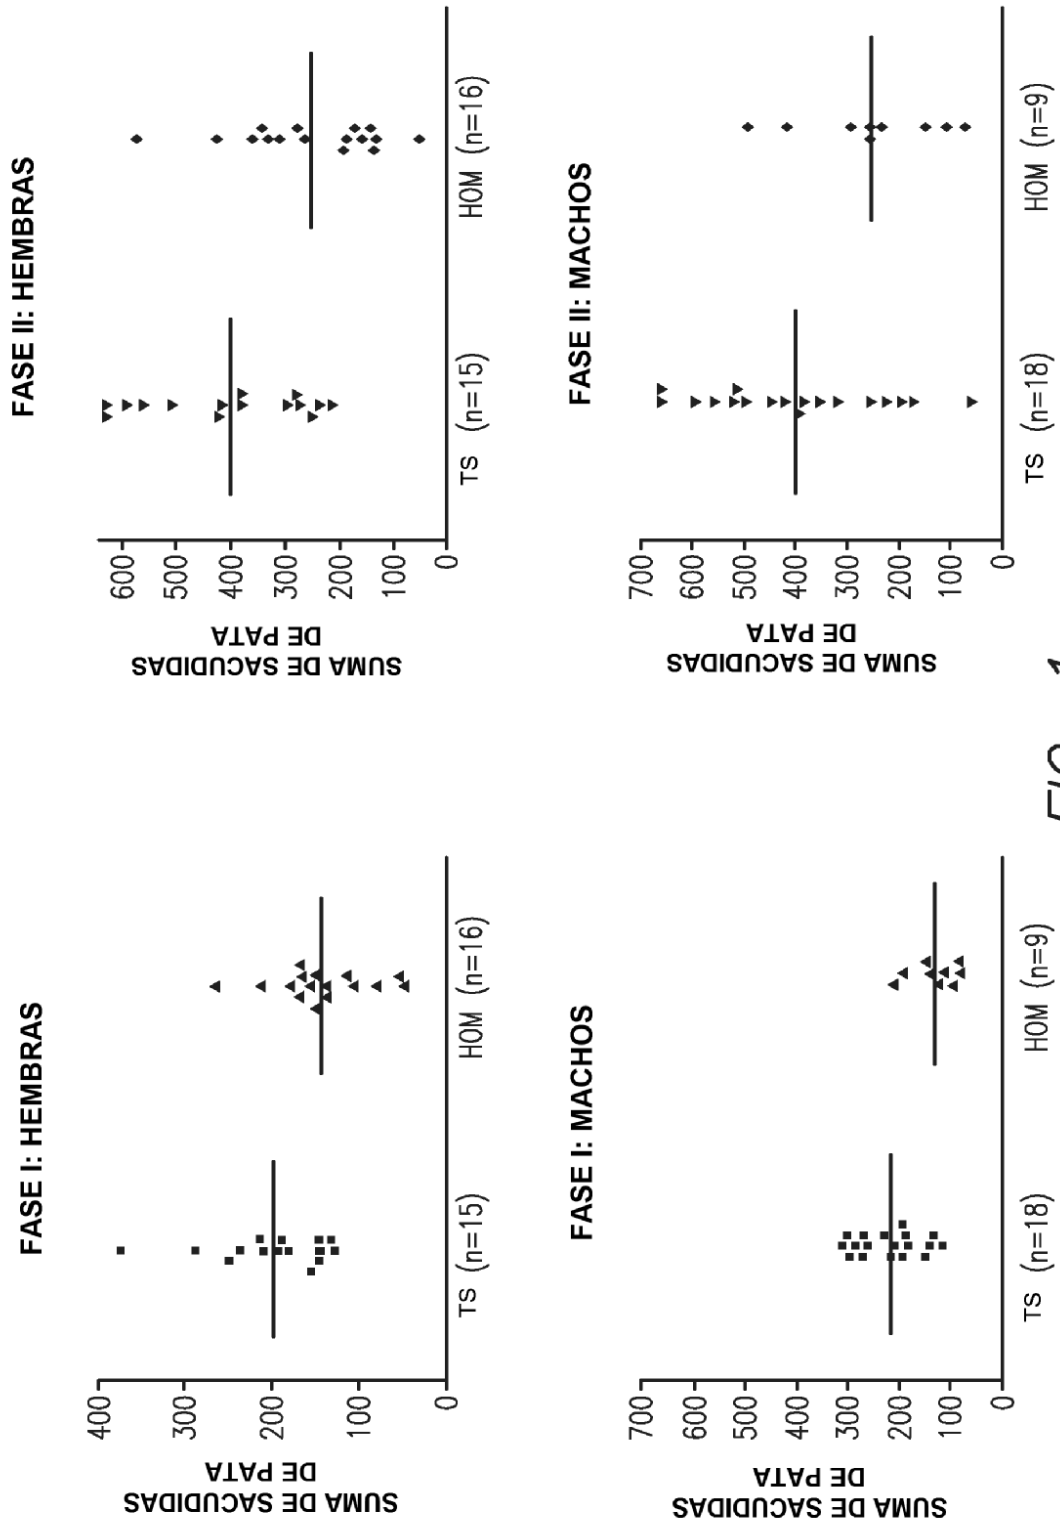 FASE I: HEMBRAS
SUMA DE SACUDIDAS
DE PATA
400
300
200
100
0
TS (n=15)
HOM (n=16)
FASE II: HEMBRAS
SUMA DE SACUDIDAS
DE PATA
600
500
400
300
200
100
0
TS (n=15)
HOM (n=16)
FASE I: MACHOS
SUMA DE SACUDIDAS
DE PATA
700
600
500
400
300
200
100
0
TS (n=18)
HOM (n=9)
FASE II: MACHOS
SUMA DE SACUDIDAS
DE PATA
700
600
500
400
300
200
100
0
TS (n=18)
HOM (n=9)